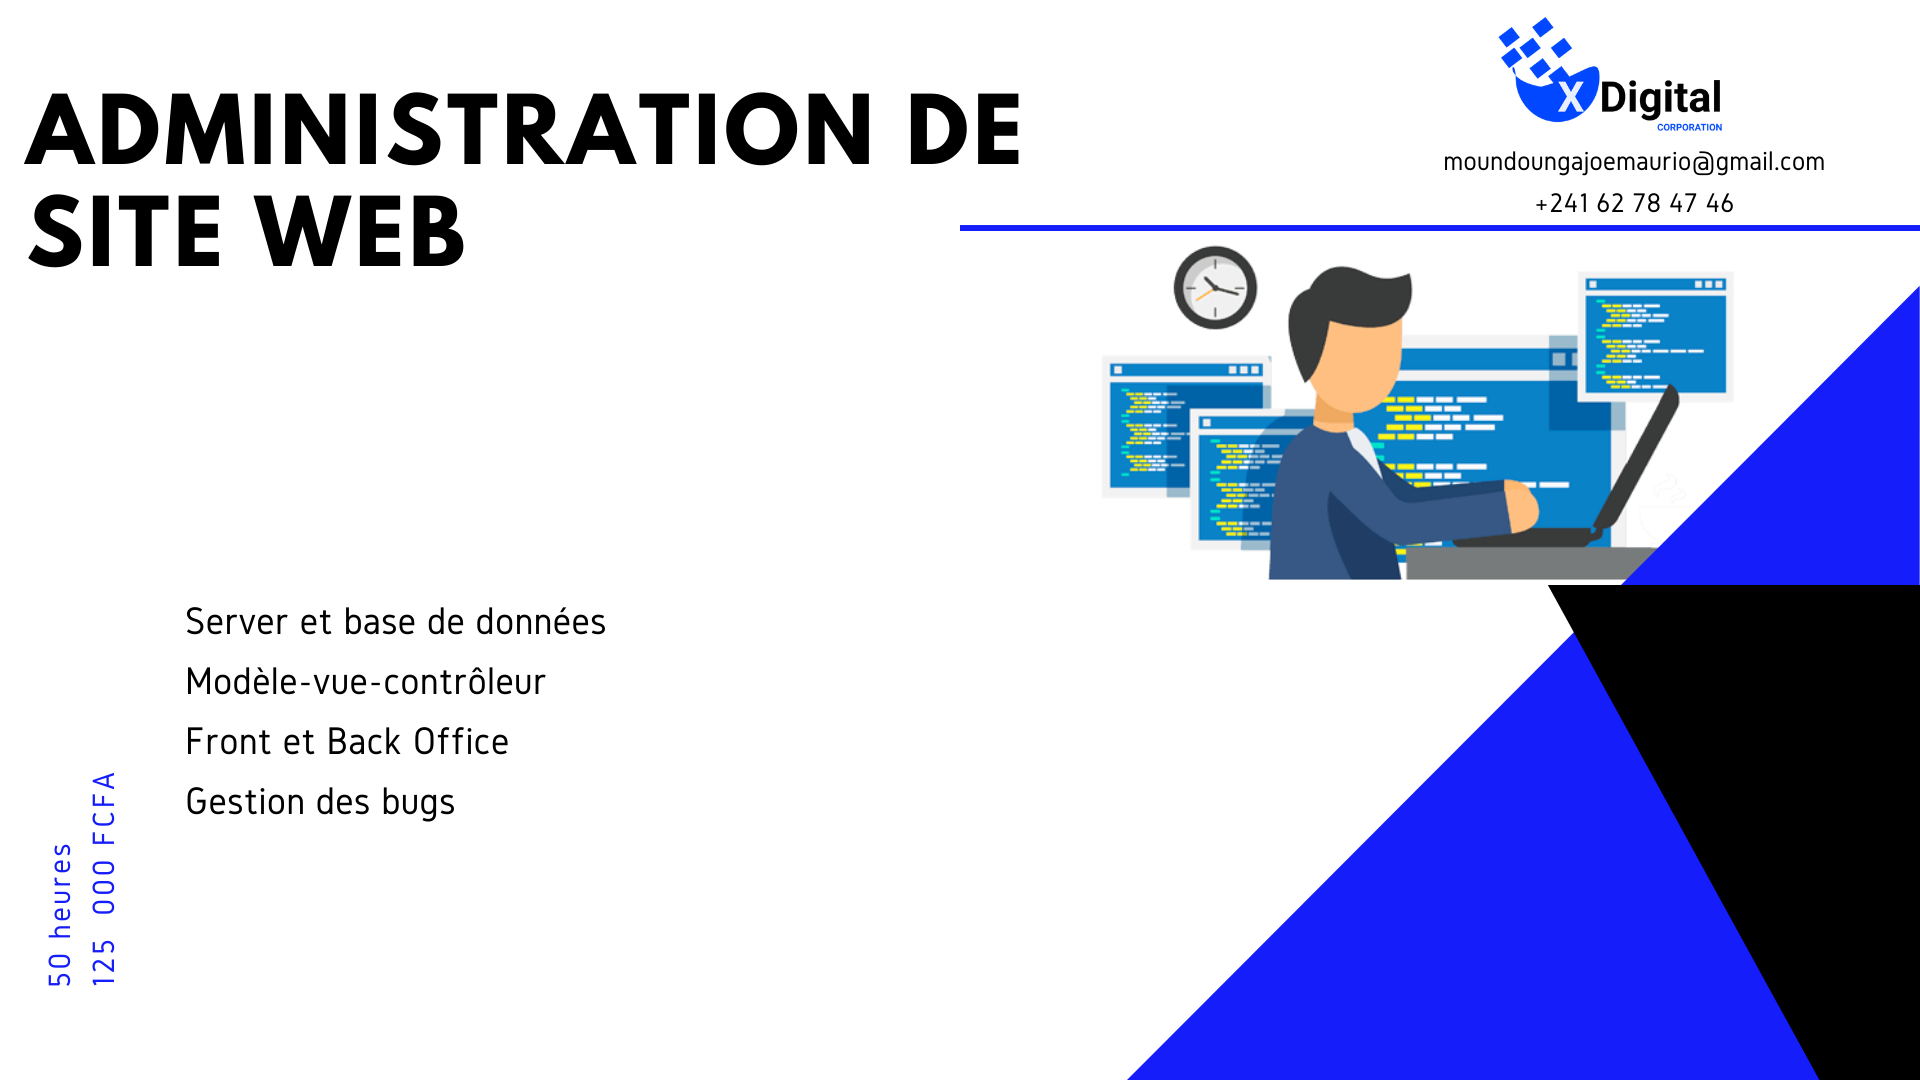 ADMINISTRATION DE
SITE WEB
X Digital
CORPORATION
moundoungajoemaurio@gmail.com
+241 62 78 47 46
Server et base de données
Modèle-vue-contrôleur
Front et Back Office
Gestion des bugs
50 heures
125 000 FCFA